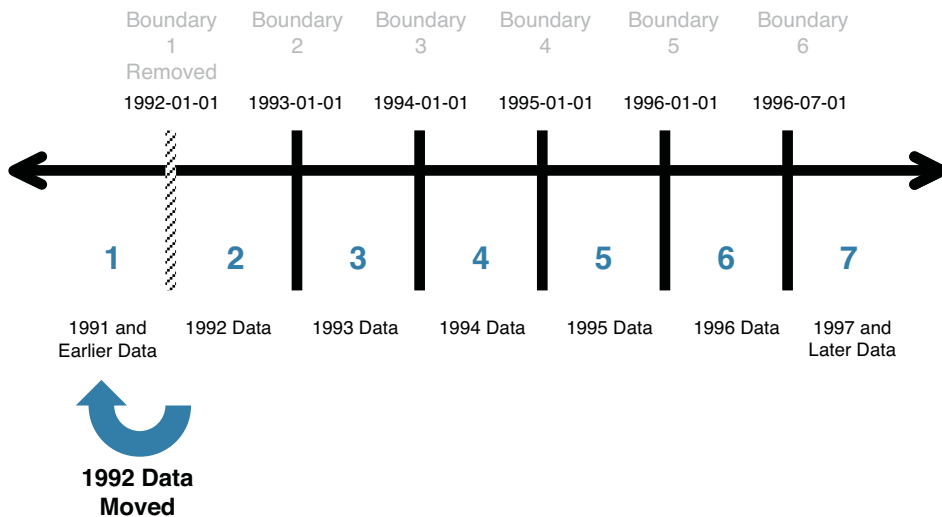 Boundary Boundary Boundary Boundary Boundary Boundary
1 2 3 4 5 6
Removed
1992-01-01 1993-01-01 1994-01-01 1995-01-01 1996-01-01 1996-07-01
1 2 3 4 5 6 7
1991 and 1992 Data 1993 Data 1994 Data 1995 Data 1996 Data 1997 and
Earlier Data Later Data
1992 Data
Moved